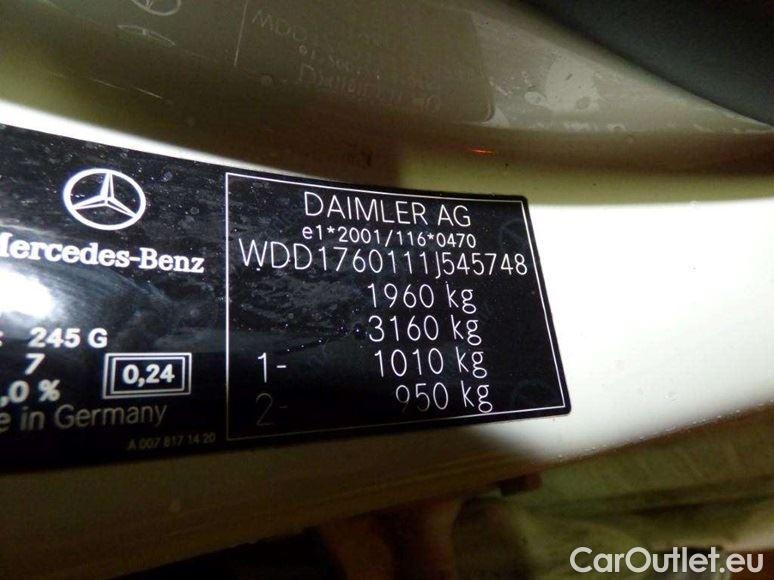 Mercedes-Benz
245 G
7
,0 %
0,24
e in Germany
A 007 817 14 20
DAIMLER AG
e1*2001/116*0470
WDD1760111J545748
1960 kg
3160 kg
1- 1010 kg
2- 950 kg
CarOutlet.eu